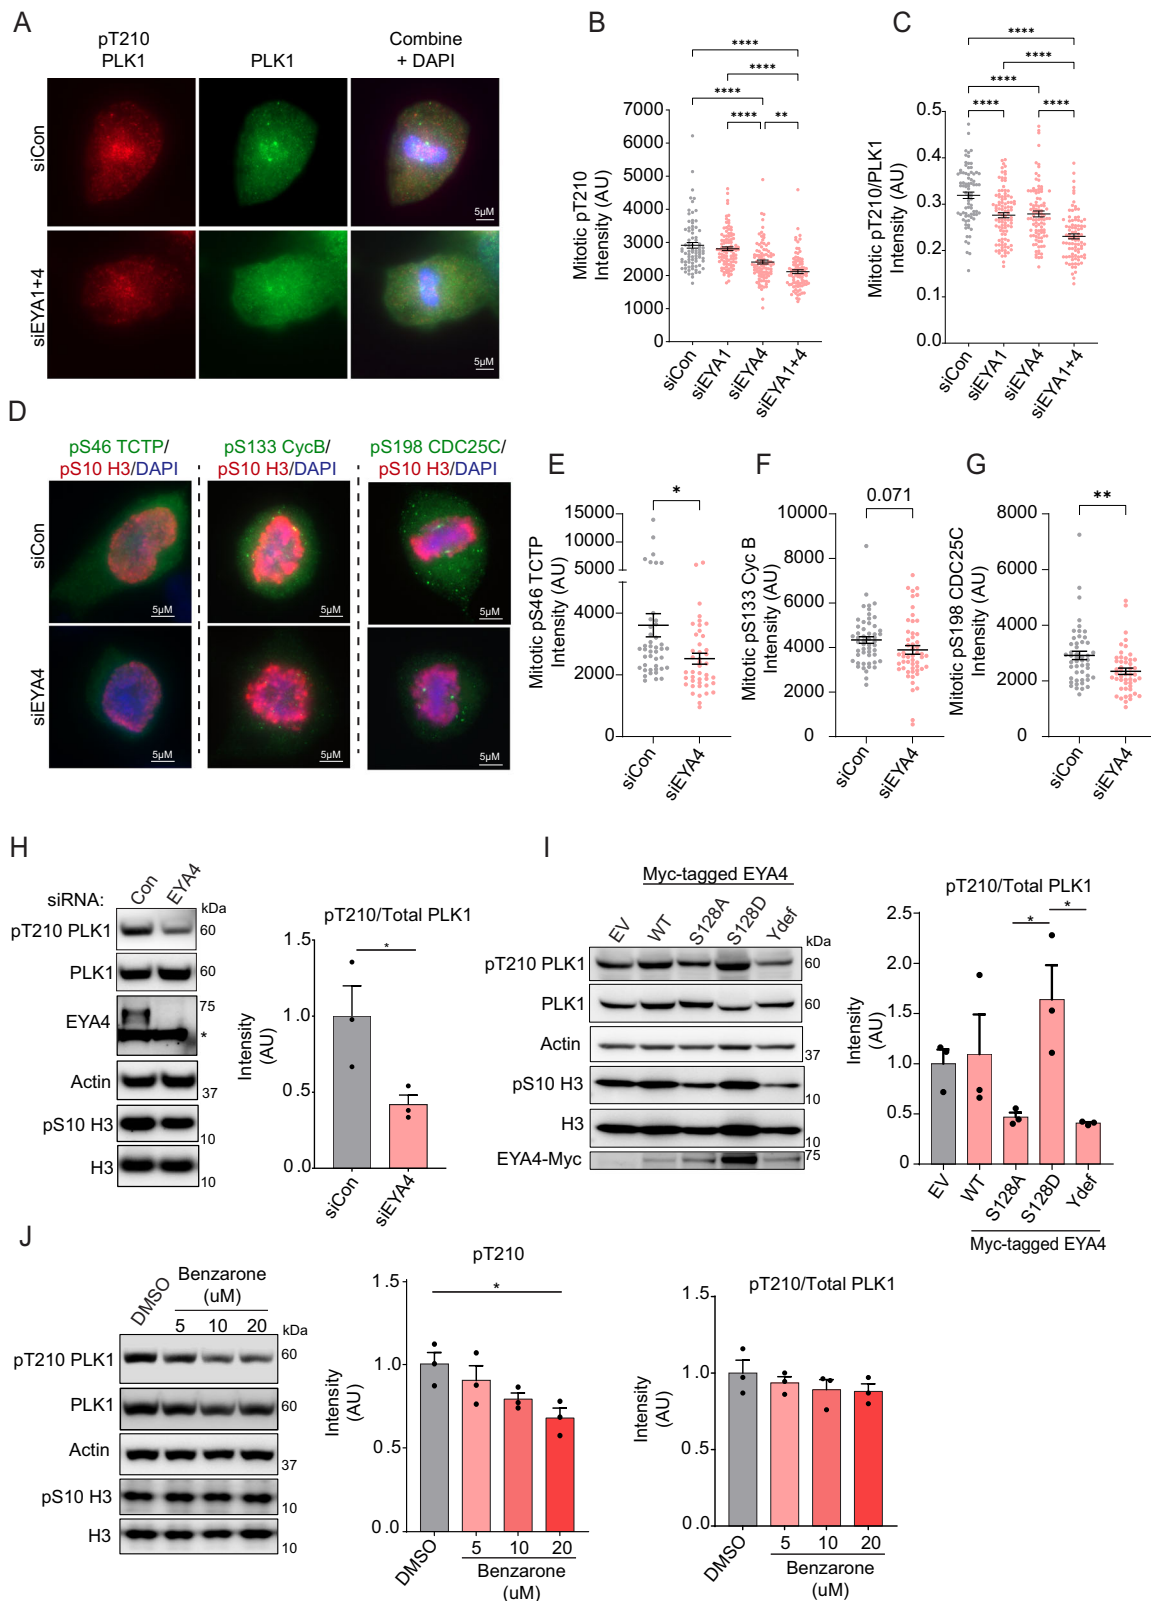 A
pT210
PLK1
PLK1
Combine
+ DAPI
siCon
5µM
siEYA1+4
5µM
B
****
****
****
****
**
Mitotic pT210
Intensity (AU)
7000
6000
5000
4000
3000
2000
1000
0
siCon
siEYA1
siEYA4
siEYA1+4
C
****
****
****
****
****
Mitotic pT210/PLK1
Intensity (AU)
0.5
0.4
0.3
0.2
0.1
0.0
siCon
siEYA1
siEYA4
siEYA1+4
D
pS46 TCTP/
pS10 H3/DAPI
pS133 CycB/
pS10 H3/DAPI
pS198 CDC25C/
pS10 H3/DAPI
siCon
5µM
5µM
5µM
siEYA4
5µM
5µM
5µM
E
*
Mitotic pS46 TCTP
Intensity (AU)
15000
10000
5000
4000
2000
0
siCon
siEYA4
F
0.071
Mitotic pS133 Cyc B
Intensity (AU)
10000
8000
6000
4000
2000
0
siCon
siEYA4
G
**
Mitotic pS198 CDC25C
Intensity (AU)
8000
6000
4000
2000
0
siCon
siEYA4
H
siRNA:
Con
EYA4
kDa
pT210 PLK1
60
PLK1
60
EYA4
75
*
Actin
37
pS10 H3
10
H3
10
pT210/Total PLK1
*
Intensity
(AU)
1.5
1.0
0.5
0.0
siCon
siEYA4
I
Myc-tagged EYA4
EV
WT
S128A
S128D
Ydef
kDa
pT210 PLK1
60
PLK1
60
Actin
37
pS10 H3
10
H3
10
EYA4-Myc
75
pT210/Total PLK1
*
*
Intensity
(AU)
2.5
2.0
1.5
1.0
0.5
0
EV
WT
S128A
S128D
Ydef
Myc-tagged EYA4
J
DMSO
Benzarone
(uM)
5 10 20
kDa
pT210 PLK1
60
PLK1
60
Actin
37
pS10 H3
10
H3
10
pT210
*
Intensity
(AU)
1.5
1.0
0.5
0.0
DMSO
5 10 20
Benzarone
(uM)
pT210/Total PLK1
Intensity
(AU)
1.5
1.0
0.5
0.0
DMSO
5 10 20
Benzarone
(uM)